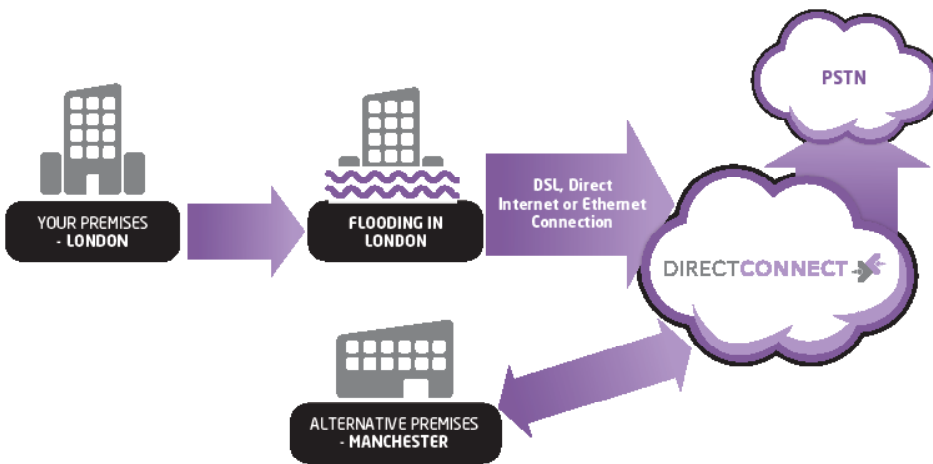 PSTN
YOUR PREMISES
- LONDON
FLOODING IN
LONDON
DSL, Direct
Internet or Ethernet
Connection
DIRECTCONNECT
ALTERNATIVE PREMISES
- MANCHESTER